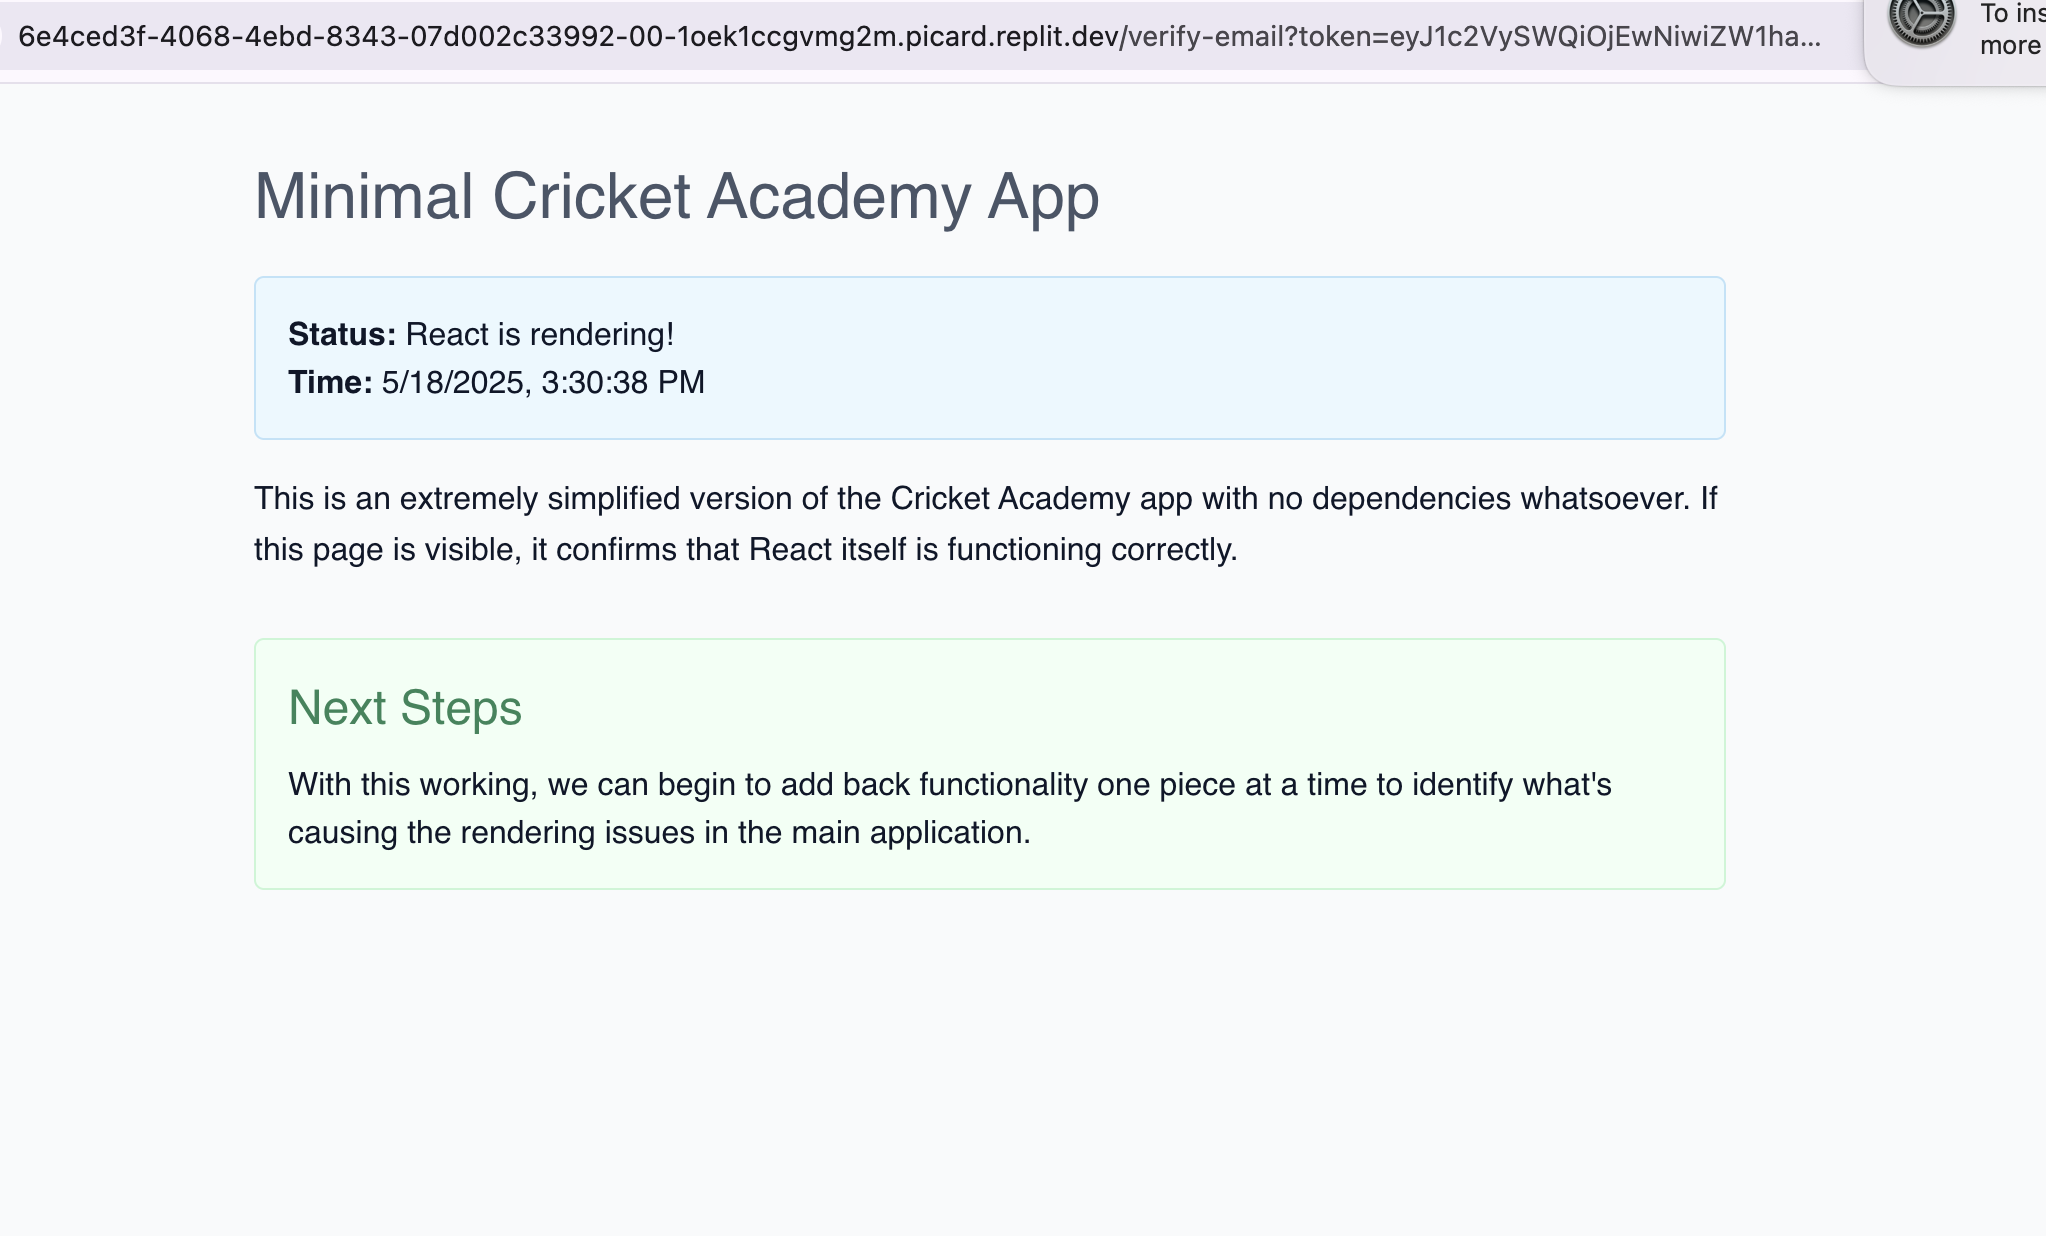 6e4ced3f-4068-4ebd-8343-07d002c33992-00-1oek1ccgvmg2m.picard.replit.dev/verify-email?token=eyJ1c2VySWQiOjEwNiwiZW1ha...
To ins
more
Minimal Cricket Academy App
Status: React is rendering!
Time: 5/18/2025, 3:30:38 PM
This is an extremely simplified version of the Cricket Academy app with no dependencies whatsoever. If
this page is visible, it confirms that React itself is functioning correctly.
Next Steps
With this working, we can begin to add back functionality one piece at a time to identify what's
causing the rendering issues in the main application.